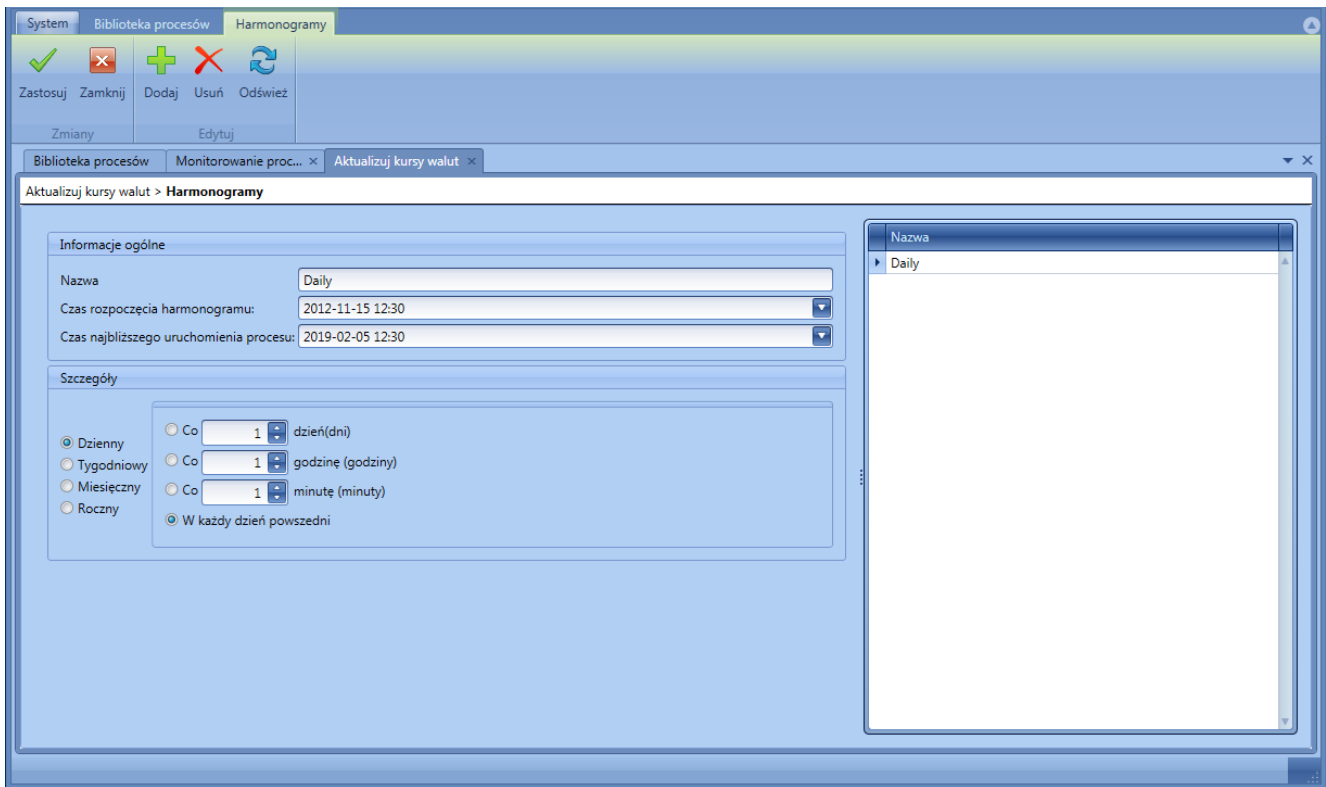 System Biblioteka procesów Harmonogramy
Zastosuj Zamknij Dodaj Usuń Odśwież
Zmiany Edytuj
Biblioteka procesów Monitorowanie proc... Aktualizuj kursy walut
Aktualizuj kursy walut > Harmonogramy
Informacje ogólne
Nazwa Daily
Czas rozpoczęcia harmonogramu: 2012-11-15 12:30
Czas najbliższego uruchomienia procesu: 2019-02-05 12:30
Szczegóły
Dzienny
Tygodniowy
Miesięczny
Roczny
Co 1 dzień(dni)
Co 1 godzinę (godziny)
Co 1 minutę (minuty)
W każdy dzień powszedni
Nazwa
Daily